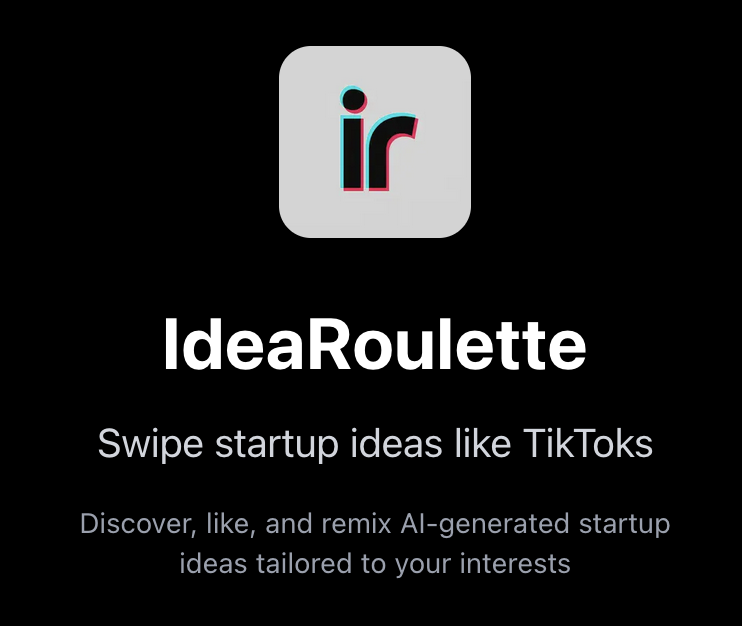 ir
IdeaRoulette
Swipe startup ideas like TikToks
Discover, like, and remix AI-generated startup
ideas tailored to your interests